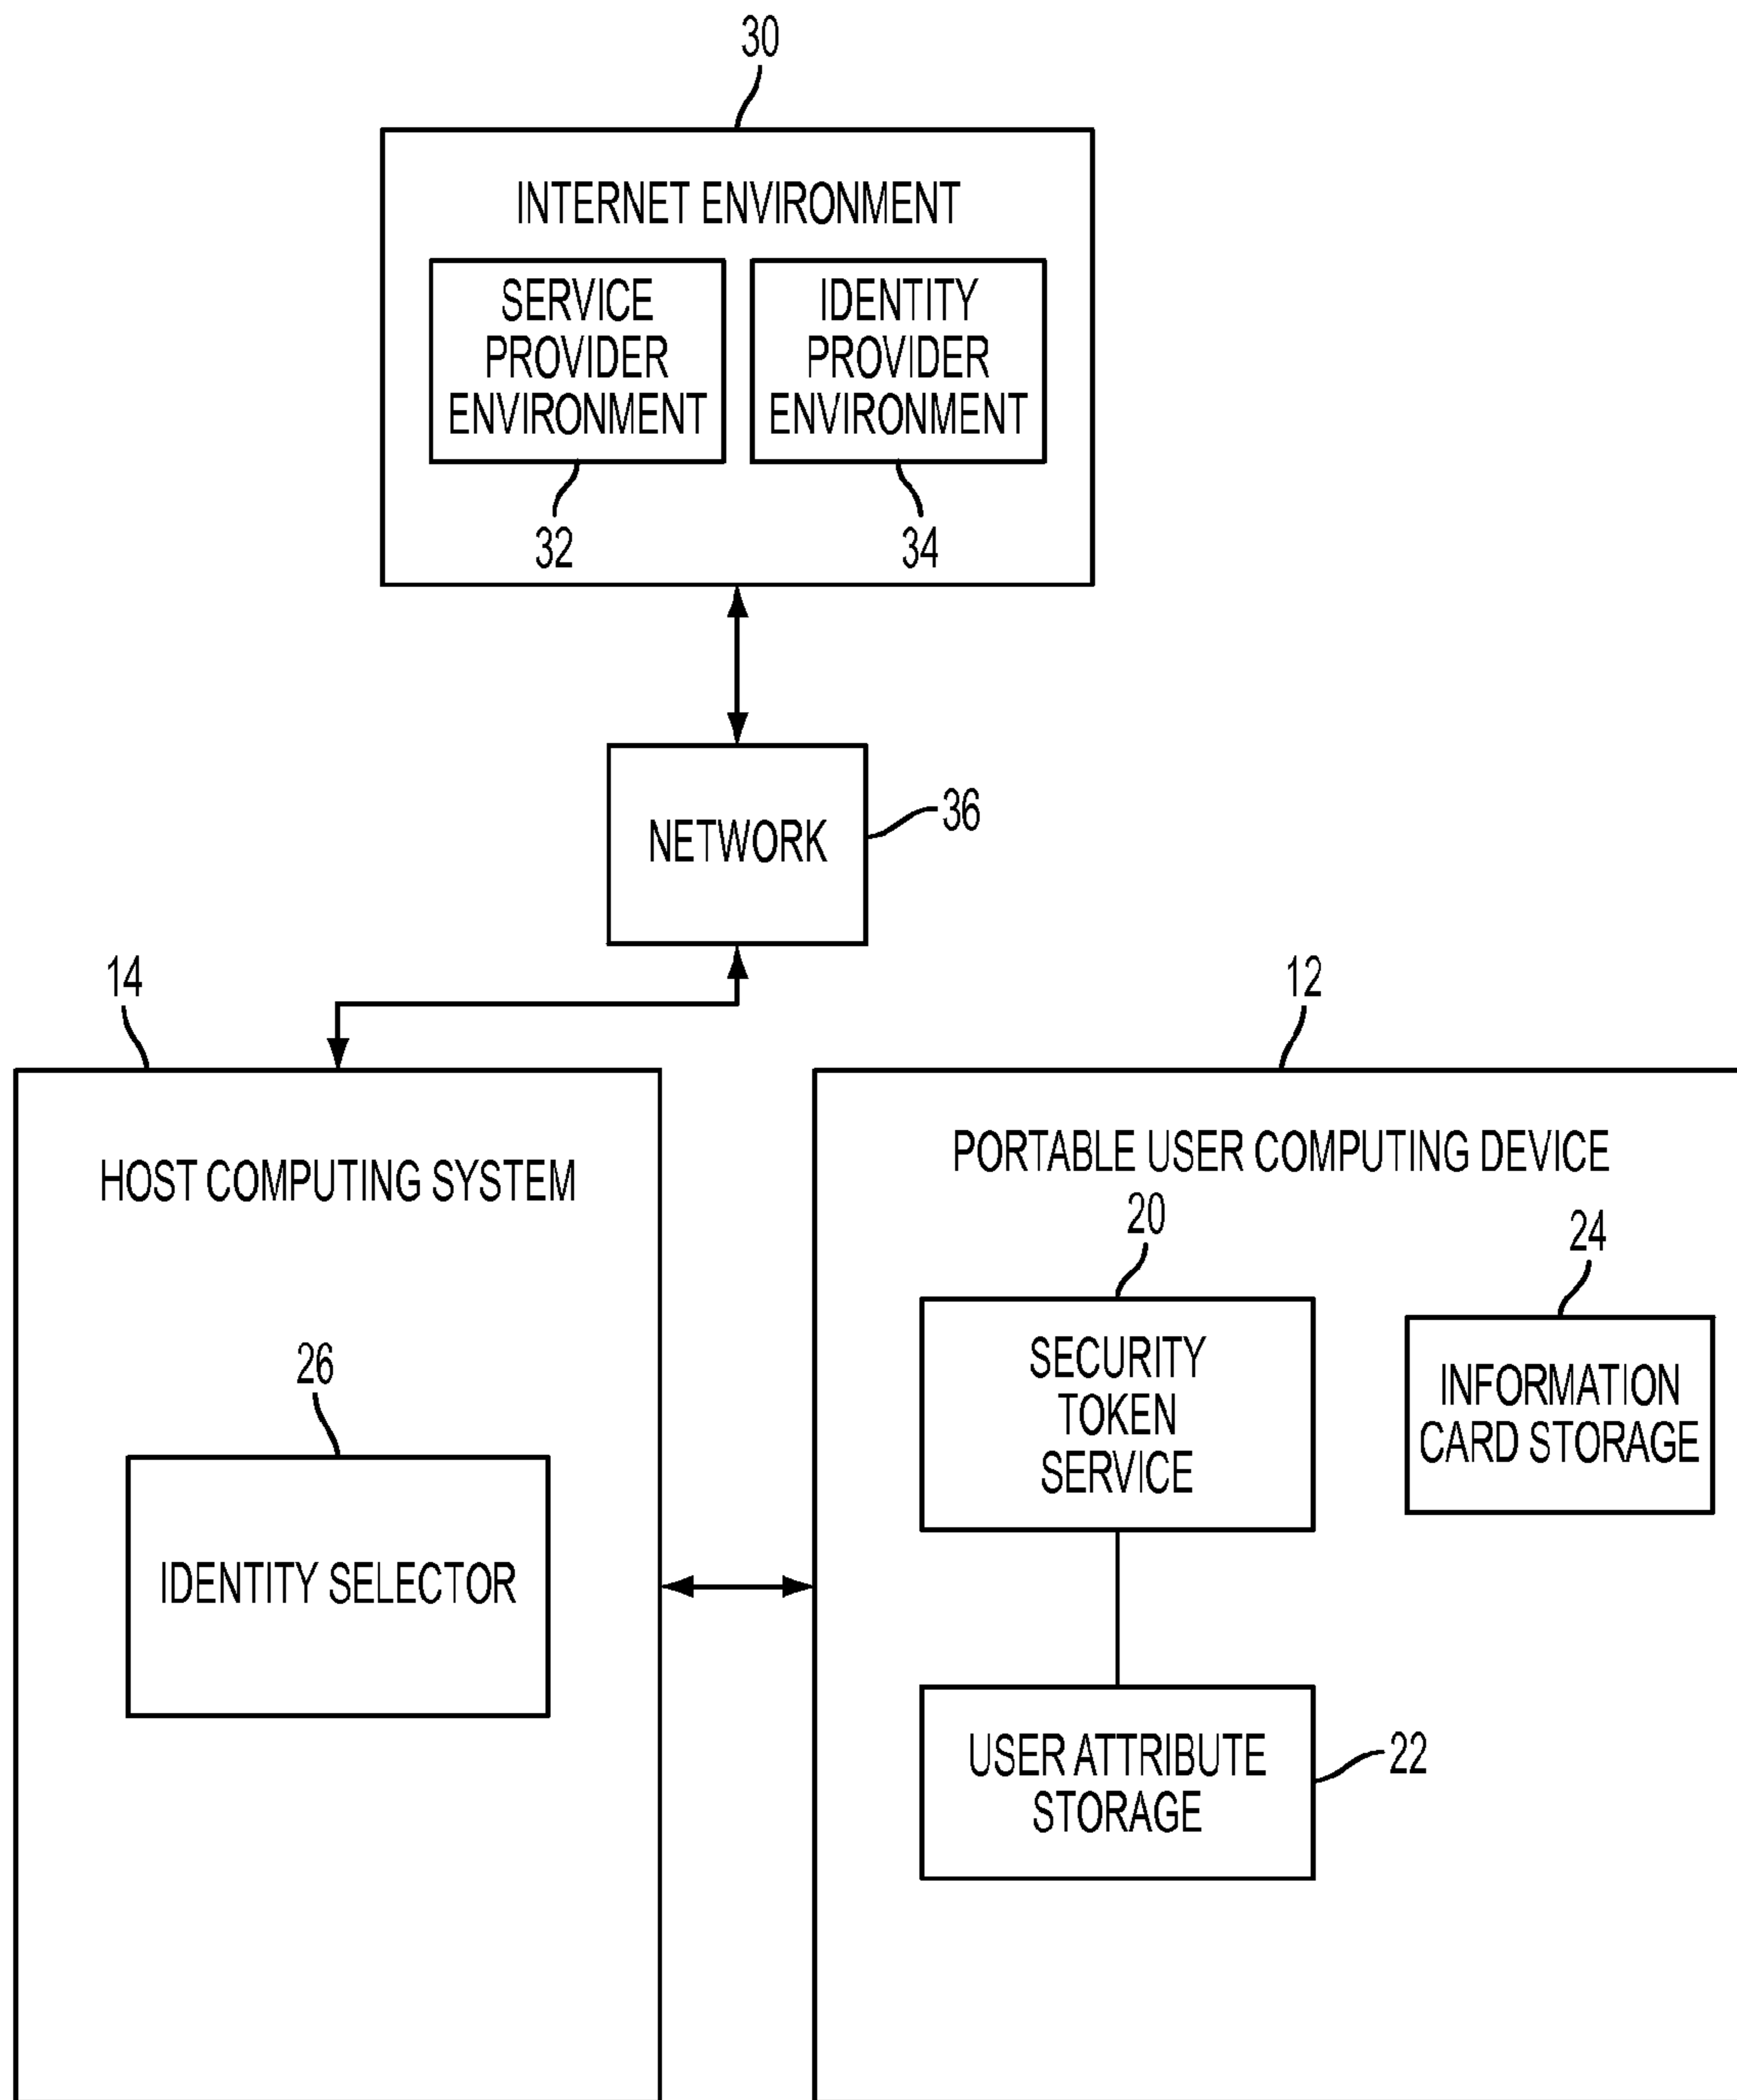 30
INTERNET ENVIRONMENT
SERVICE
PROVIDER
ENVIRONMENT
IDENTITY
PROVIDER
ENVIRONMENT
32
34
NETWORK
36
14
12
HOST COMPUTING SYSTEM
PORTABLE USER COMPUTING DEVICE
20
24
SECURITY
TOKEN
SERVICE
INFORMATION
CARD STORAGE
26
IDENTITY SELECTOR
USER ATTRIBUTE
STORAGE
22